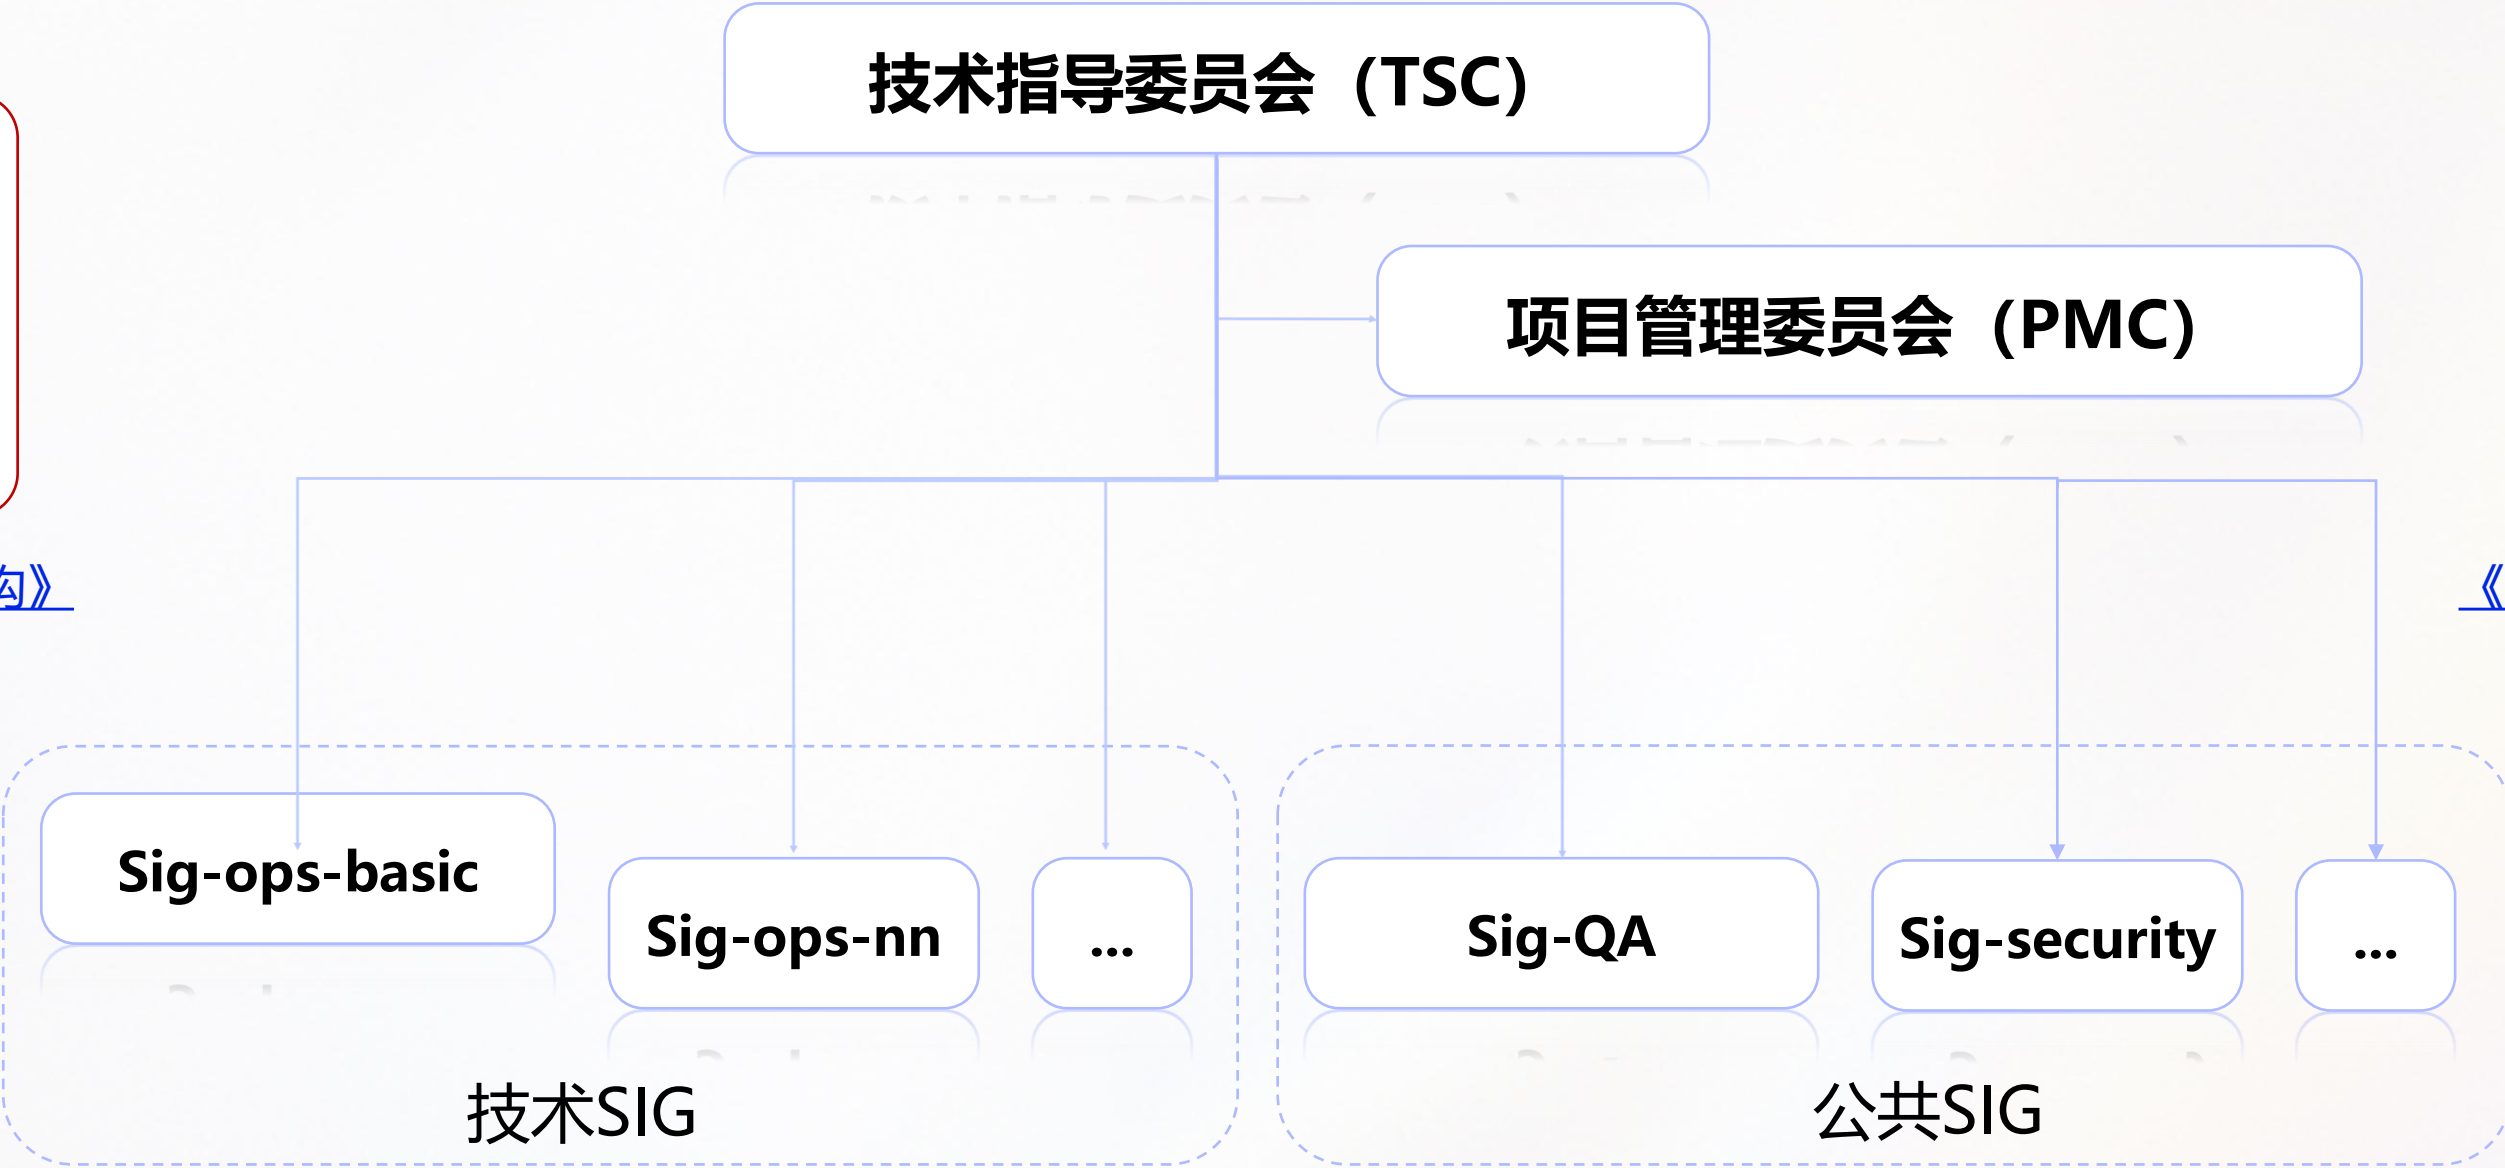 技术指导委员会（TSC）
项目管理委员会（PMC）
构》
《
Sig-ops-basic
Sig-ops-nn
...
Sig-QA
Sig-security
...
技术SIG
公共SIG